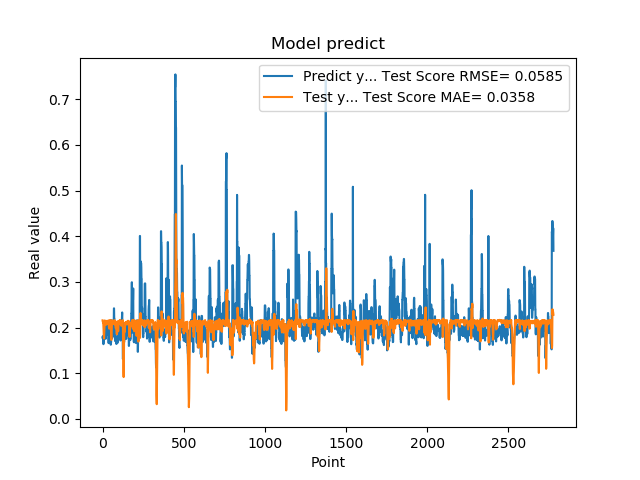 Model predict
Predict y... Test Score RMSE= 0.0585
Test y... Test Score MAE= 0.0358
Real value
0.7
0.6
0.5
0.4
0.3
0.2
0.1
0.0
0 500 1000 1500 2000 2500
Point